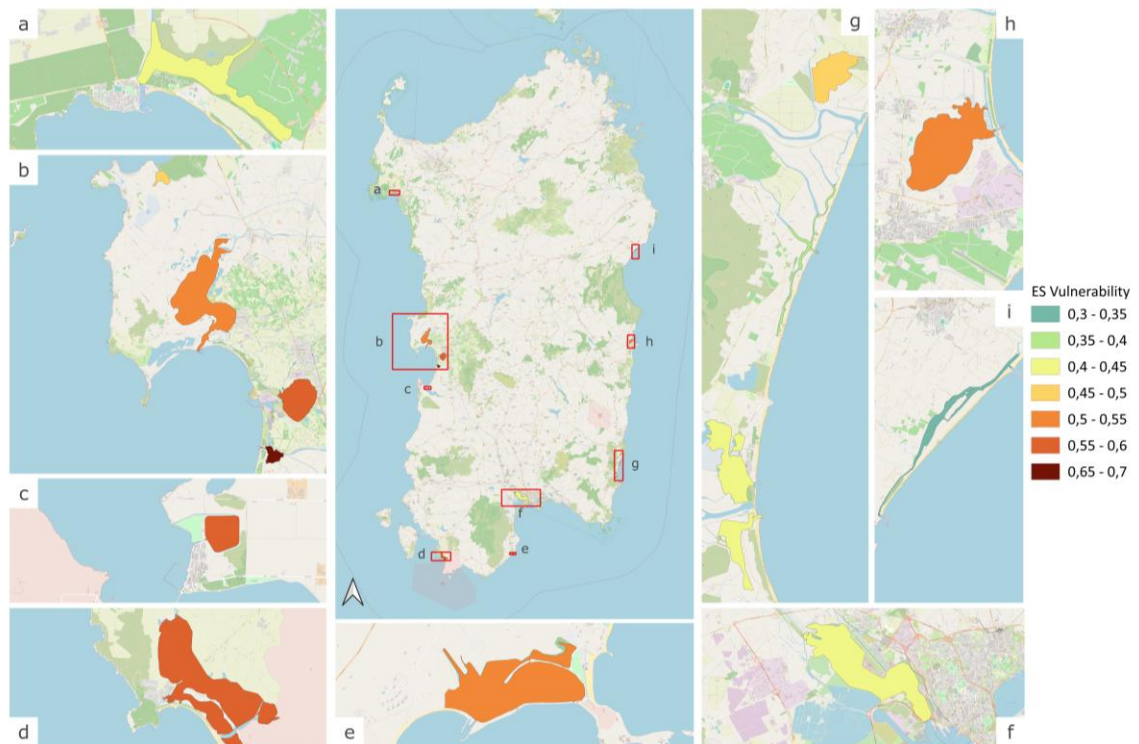 a
b
c
d
a
b
c
d
e
f
g
h
i
e
g
h
i
f
ES Vulnerability
0,3 - 0,35
0,35 - 0,4
0,4 - 0,45
0,45 - 0,5
0,5 - 0,55
0,55 - 0,6
0,65 - 0,7